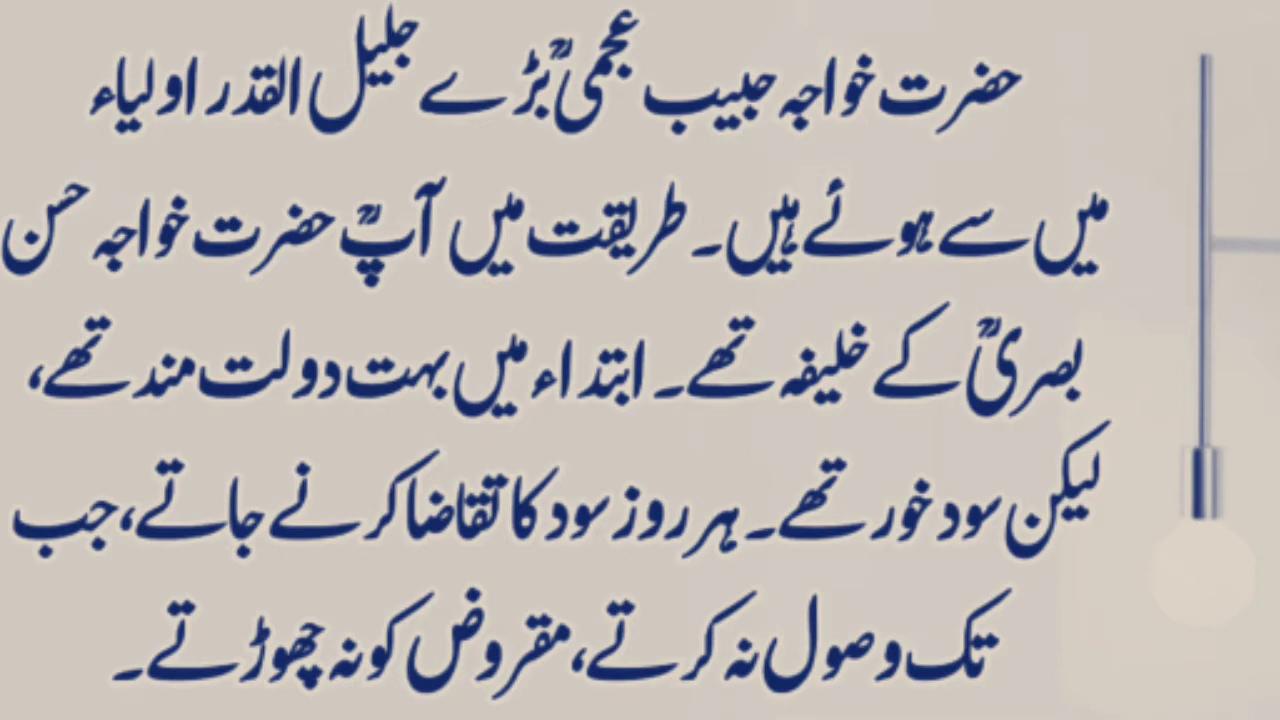 حضرت خواجہ حبیب عجمیؒ بڑے جلیل القدر اولیاء
میں سے ہوئے ہیں۔ طریقت میں آپؒ حضرت خواجہ حسن
بصریؒ کے خلیفہ تھے۔ ابتداء میں بہت دولت مند تھے،
لیکن سود خور تھے۔ ہر روز سود کا تقاضا کرنے جاتے، جب
تک وصول نہ کرتے، مقروض کو نہ چھوڑتے۔